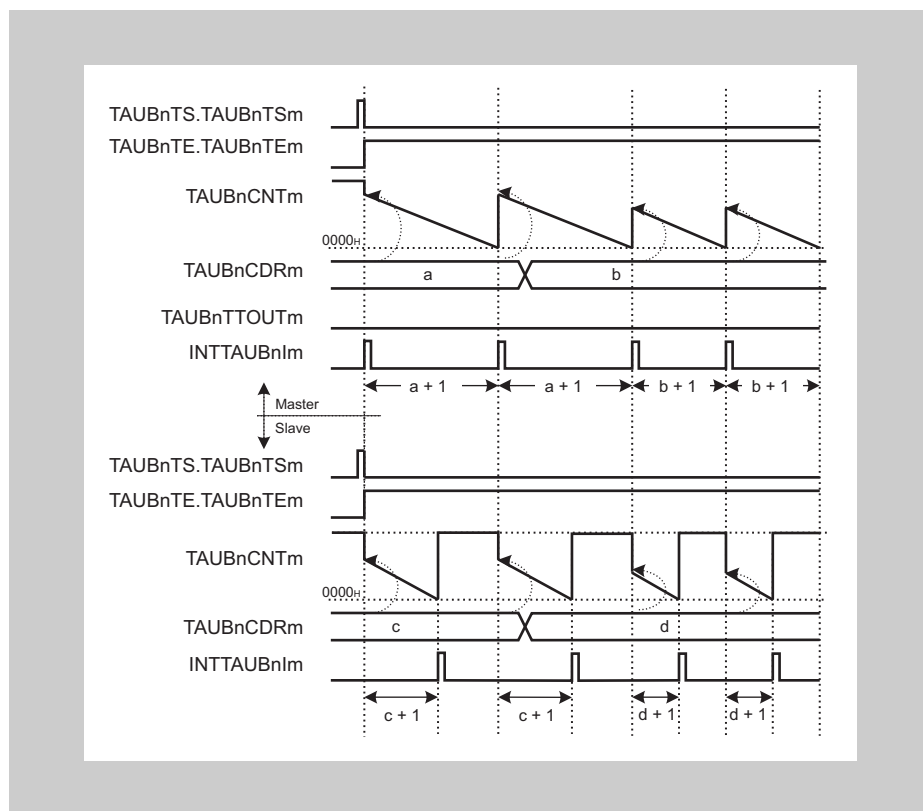 TAUBnTS.TAUBnTSm
TAUBnTE.TAUBnTEm
TAUBnCNTm
0000H
TAUBnCDRm
a
b
TAUBnTTOUTm
INTTAUBnIm
a + 1
a + 1
b + 1
b + 1
Master
Slave
TAUBnTS.TAUBnTSm
TAUBnTE.TAUBnTEm
TAUBnCNTm
0000H
TAUBnCDRm
c
d
INTTAUBnIm
c + 1
c + 1
d + 1
d + 1